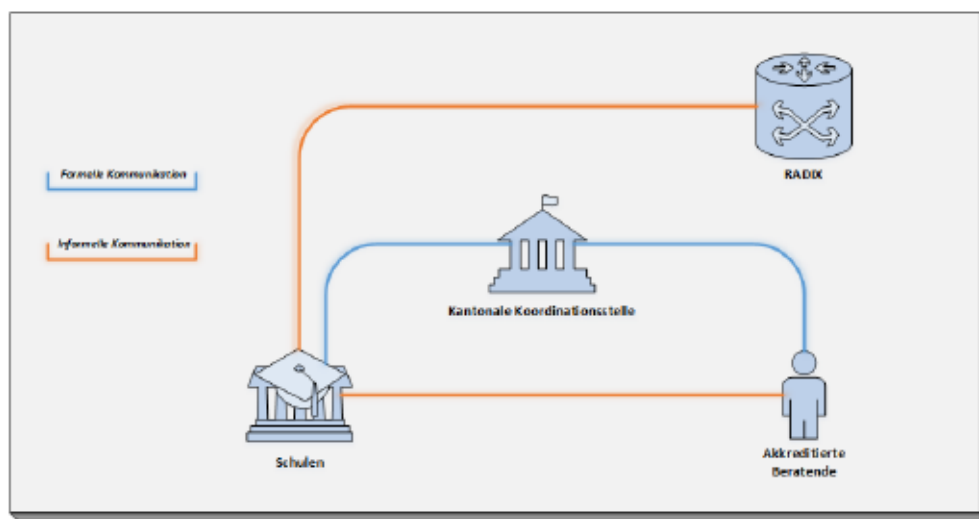 RADIX
Formelle Kommunikation
Informelle Kommunikation
Kantonale Koordinationsstelle
Schulen
Akkreditierte
Beratende